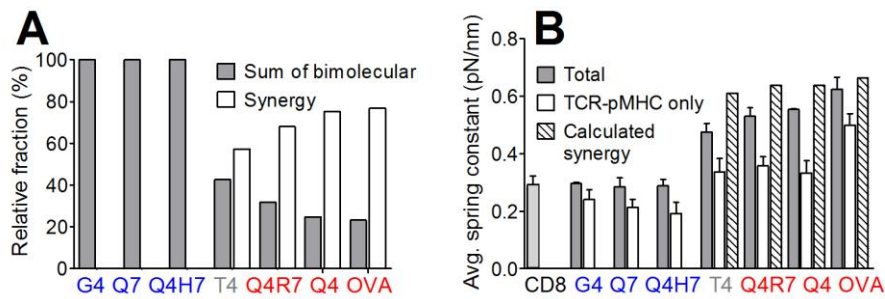 A
Relative fraction (%)
100
80
60
40
20
0
Sum of bimolecular
Synergy
G4 Q7 Q4H7 T4 Q4R7 Q4 OVA
B
Avg. spring constant (pN/nm)
0.8
0.6
0.4
0.2
0.0
Total
TCR-pMHC only
Calculated
synergy
CD8 G4 Q7 Q4H7 T4 Q4R7 Q4 OVA